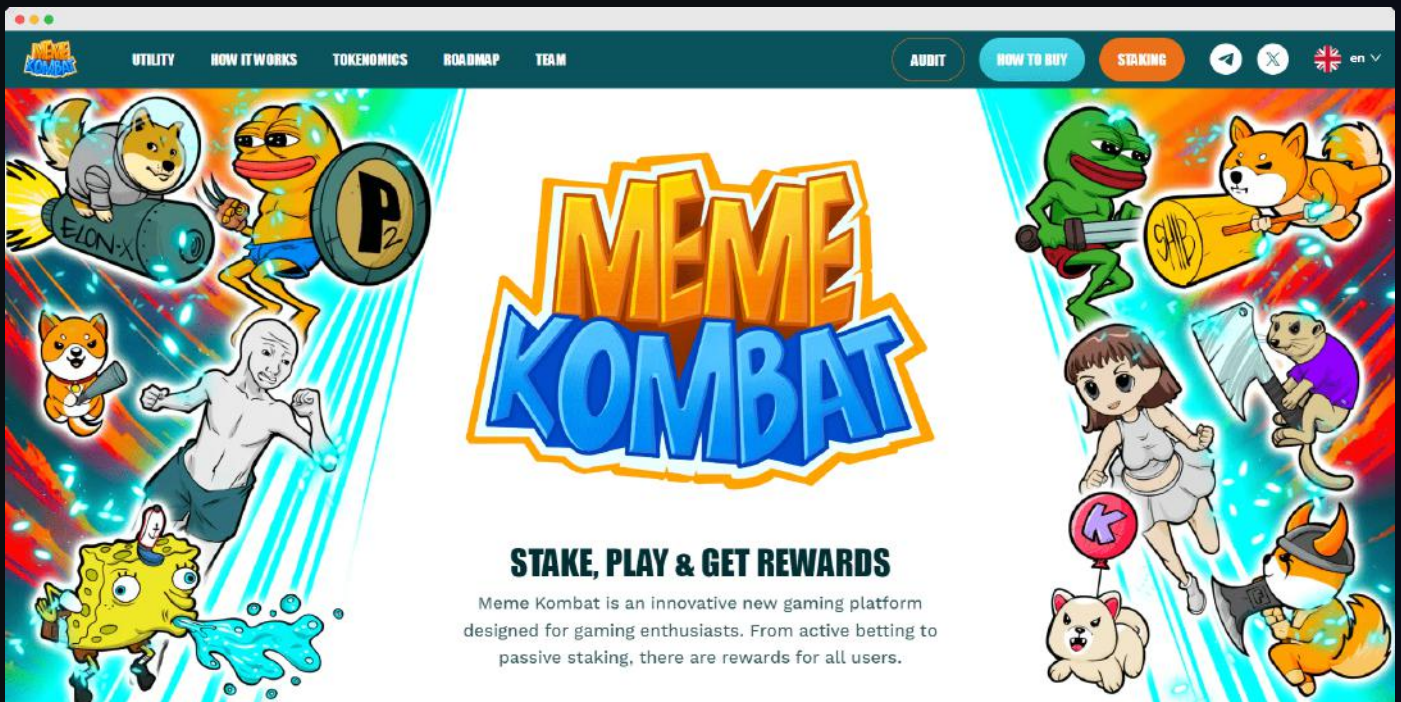 MEME
KOMBAT
UTILITY
HOW IT WORKS
TOKENOMICS
ROADMAP
TEAM
AUDIT
HOW TO BUY
STAKING
X
en
ELON-X
P
2
SHIB
MEME
KOMBAT
K
F
STAKE, PLAY & GET REWARDS
Meme Kombat is an innovative new gaming platform
designed for gaming enthusiasts. From active betting to
passive staking, there are rewards for all users.